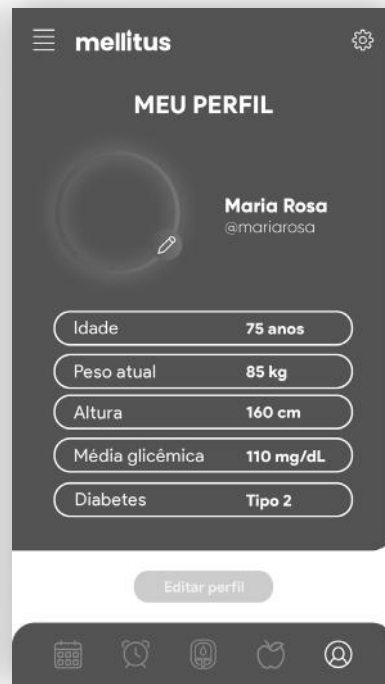 mellitus
MEU PERFIL
Maria Rosa
@mariarosa
Idade 75 anos
Peso atual 85 kg
Altura 160 cm
Média glicêmica 110 mg/dL
Diabetes Tipo 2
Editar perfil